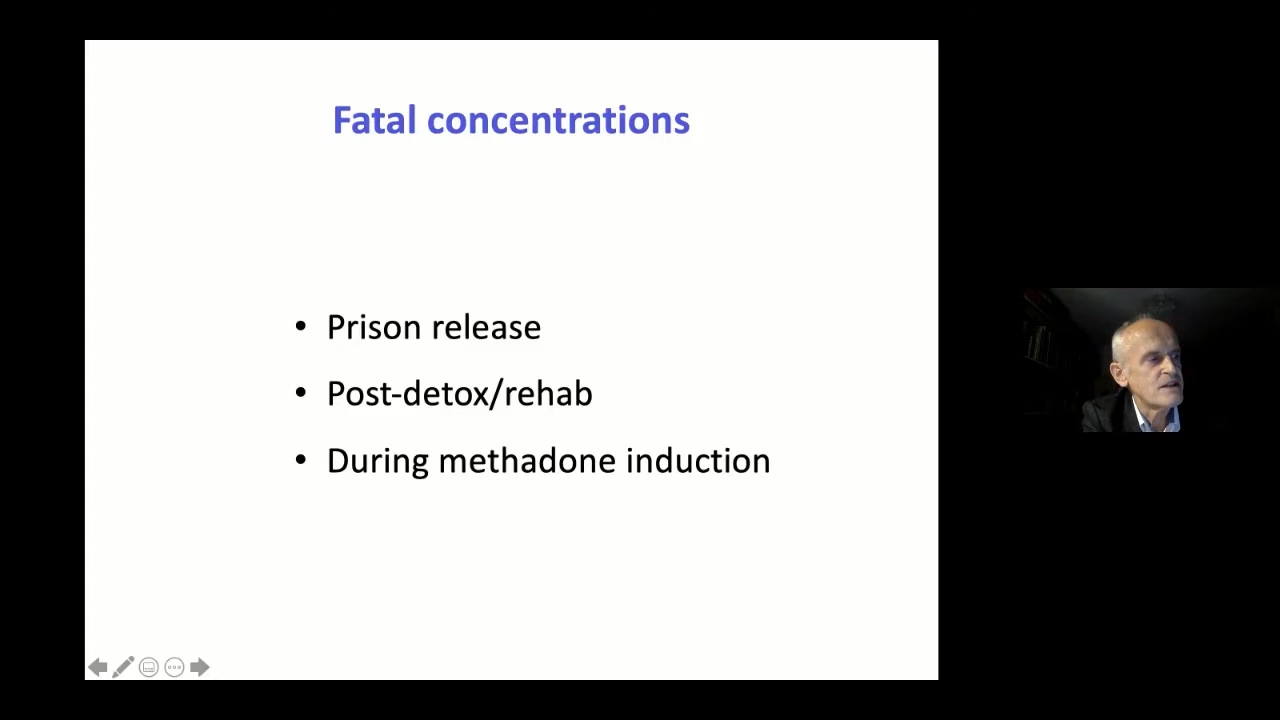 Fatal concentrations
• Prison release
• Post-detox/rehab
• During methadone induction